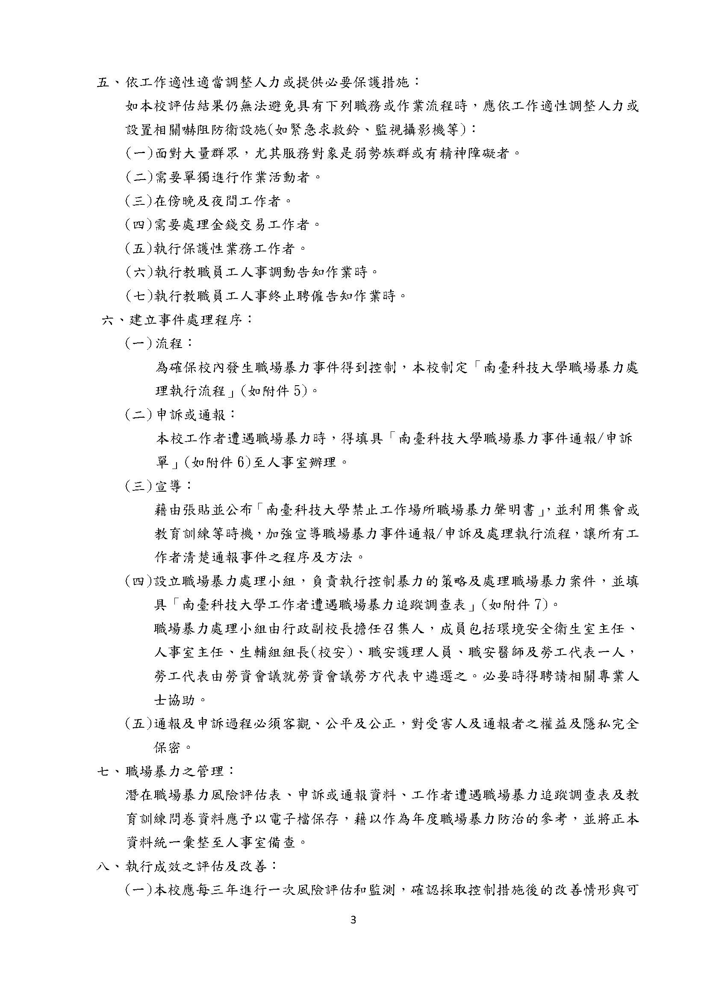 五、依工作適性適當調整人力或提供必要保護措施：
如本校評估結果仍無法避免具有下列職務或作業流程時，應依工作適性調整人力或
設置相關嚇阻防衛設施(如緊急求救鈴、監視攝影機等)：
(一)面對大量群眾，尤其服務對象是弱勢族群或有精神障礙者。
(二)需要單獨進行作業活動者。
(三)在傍晚及夜間工作者。
(四)需要處理金錢交易工作者。
(五)執行保護性業務工作者。
(六)執行教職員工人事調動告知作業時。
(七)執行教職員工人事終止聘僱告知作業時。
六、建立事件處理程序：
(一)流程：
為確保校內發生職場暴力事件得到控制，本校制定「南臺科技大學職場暴力處
理執行流程」(如附件 5)。
(二)申訴或通報：
本校工作者遭遇職場暴力時，得填具「南臺科技大學職場暴力事件通報/申訴
單」(如附件 6)至人事室辦理。
(三)宣導：
藉由張貼並公布「南臺科技大學禁止工作場所職場暴力聲明書」，並利用集會或
教育訓練等時機，加強宣導職場暴力事件通報/申訴及處理執行流程，讓所有工
作者清楚通報事件之程序及方法。
(四)設立職場暴力處理小組，負責執行控制暴力的策略及處理職場暴力案件，並填
具「南臺科技大學工作者遭遇職場暴力追蹤調查表」(如附件 7)。
職場暴力處理小組由行政副校長擔任召集人，成員包括環境安全衛生室主任、
人事室主任、生輔組組長(校安)、職安護理人員、職安醫師及勞工代表一人，
勞工代表由勞資會議就勞資會議勞方代表中遴選之。必要時得聘請相關專業人
士協助。
(五)通報及申訴過程必須客觀、公平及公正，對受害人及通報者之權益及隱私完全
保密。
七、職場暴力之管理：
潛在職場暴力風險評估表、申訴或通報資料、工作者遭遇職場暴力追蹤調查表及教
育訓練問卷資料應予以電子檔保存，藉以作為年度職場暴力防治的參考，並將正本
資料統一彙整至人事室備查。
八、執行成效之評估及改善：
(一)本校應每三年進行一次風險評估和監測，確認採取控制措施後的改善情形與可
3